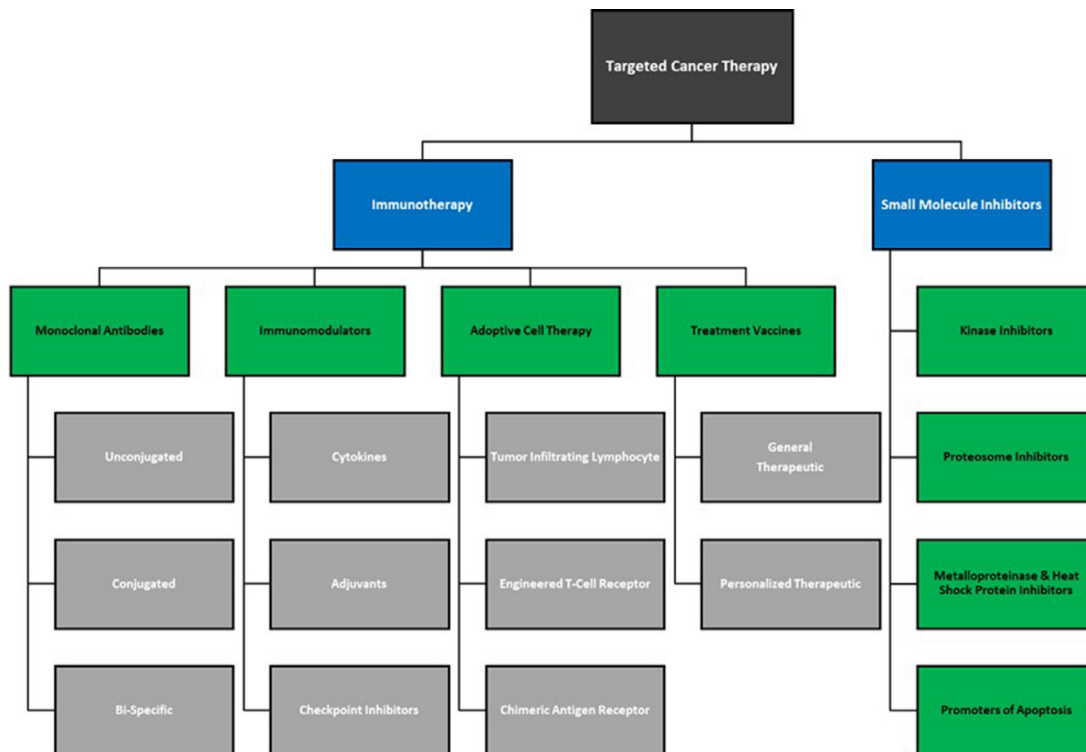 Targeted Cancer Therapy
Immunotherapy
Small Molecule Inhibitors
Monoclonal Antibodies
Immunomodulators
Adoptive Cell Therapy
Treatment Vaccines
Kinase Inhibitors
Unconjugated
Cytokines
Tumor Infiltrating Lymphocyte
General
Therapeutic
Proteosome Inhibitors
Conjugated
Adjuvants
Engineered T-Cell Receptor
Personalized Therapeutic
Metalloproteinase & Heat
Shock Protein Inhibitors
Bi-Specific
Checkpoint Inhibitors
Chimeric Antigen Receptor
Promoters of Apoptosis